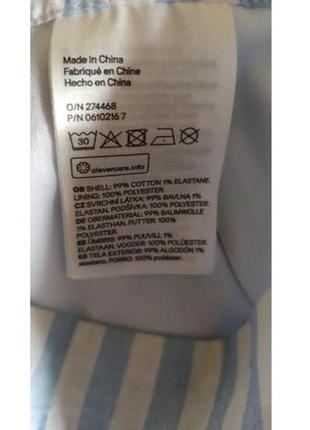 Made in China
Fabriqué en Chine
Hecho en China
O/N 274468
P/N 0610216 7
30
clevercare.info
GB SHELL: 99% COTTON 1% ELASTANE.
LINING: 100% POLYESTER.
CZ SVRCHNÍ LÁTKA: 99% BAVLNA 1%
ELASTAN. PODŠÍVKA: 100% POLYESTER.
DE OBERMATERIAL: 99% BAUMWOLLE
1% ELASTHAN. FUTTER: 100%
POLYESTER.
EE ÜMBRIS: 99% PUUVILL 1%
ELASTAAN. VOODER: 100% POLÜESTER.
ES TELA EXTERIOR: 99% ALGODÓN 1%
elastano. FORRO: 100% poliéster.